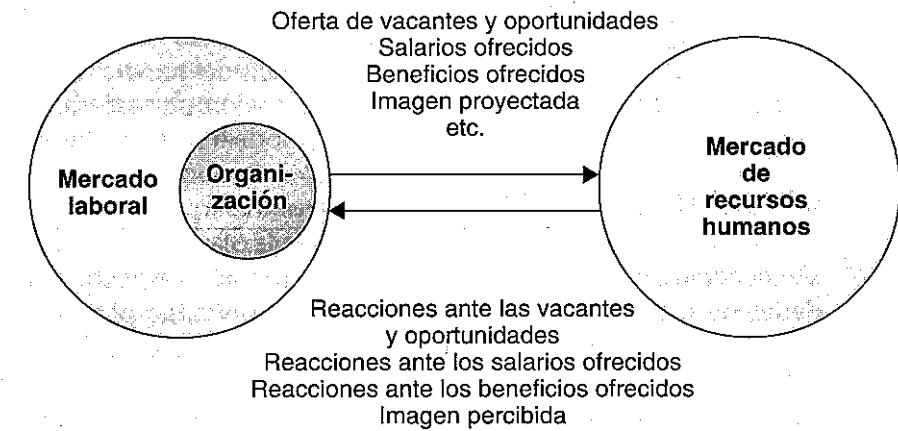 Oferta de vacantes y oportunidades
Salarios ofrecidos
Beneficios ofrecidos
Imagen proyectada
etc.
Mercado
laboral
Organi-
zación
Mercado
de
recursos
humanos
Reacciones ante las vacantes
y oportunidades
Reacciones ante los salarios ofrecidos
Reacciones ante los beneficios ofrecidos
Imagen percibida